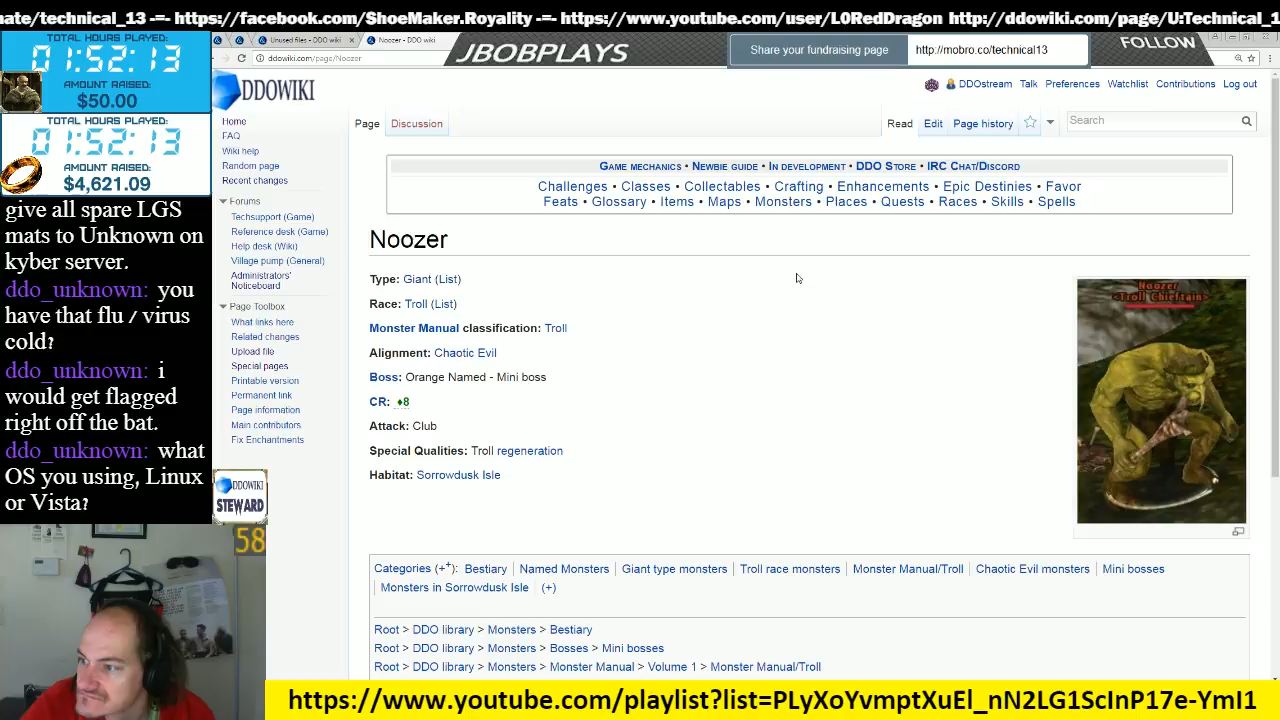 mate/technical_13 -=- https://facebook.com/$ShoeMaker.Royality -=- https://www.youtube.com/user/L0RedDragon http://ddowiki.com/page/U:Technical_1
TOTAL HOURS PLAYED:
01:52:13
AMOUNT RAISED:
$50.00
TOTAL HOURS PLAYED:
01:52:13
AMOUNT RAISED:
$4,621.09
give all spare LGS
mats to Unknown on
kyber server.
ddo_unknown: you
have that flu / virus
cold?
ddo_unknown: i
would get flagged
right off the bat.
ddo_unknown: what
OS you using, Linux
or Vista?
Unused files - DDO wiki
Noozer - DDO wiki
JBOBPLAYS
Share your fundraising page
http://mobro.co/technical13
FOLLOW
ddowiki.com/page/Noozer
DDOWIKI
DDOstream Talk Preferences Watchlist Contributions Log out
Home
FAQ
Wiki help
Random page
Recent changes
Forums
Techsupport (Game)
Reference desk (Game)
Help desk (Wiki)
Village pump (General)
Administrators'
Noticeboard
Page Toolbox
What links here
Related changes
Upload file
Special pages
Printable version
Permanent link
Page information
Main contributors
Fix Enchantments
DDOWIKI
STEWARD
58
Page Discussion
Read Edit Page history
Search
Game mechanics • Newbie guide • In development • DDO Store • IRC Chat/Discord
Challenges • Classes • Collectables • Crafting • Enhancements • Epic Destinies • Favor
Feats • Glossary • Items • Maps • Monsters • Places • Quests • Races • Skills • Spells
Noozer
Type: Giant (List)
Race: Troll (List)
Monster Manual classification: Troll
Alignment: Chaotic Evil
Boss: Orange Named - Mini boss
CR: ♦8
Attack: Club
Special Qualities: Troll regeneration
Habitat: Sorrowdusk Isle
Noozer
<Troll Chieftain>
Categories (+⁺): Bestiary Named Monsters Giant type monsters Troll race monsters Monster Manual/Troll Chaotic Evil monsters Mini bosses
Monsters in Sorrowdusk Isle (+)
Root > DDO library > Monsters > Bestiary
Root > DDO library > Monsters > Bosses > Mini bosses
Root > DDO library > Monsters > Monster Manual > Volume 1 > Monster Manual/Troll
https://www.youtube.com/playlist?list=PLyXoYvmptXuEl_nN2LG1ScInP17e-YmI1